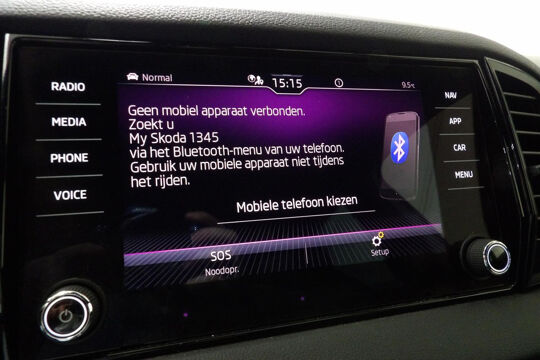 Normal
15:15
9.5°C
RADIO
MEDIA
PHONE
VOICE
Geen mobiel apparaat verbonden.
Zoekt u
My Skoda 1345
via het Bluetooth-menu van uw telefoon.
Gebruik uw mobiele apparaat niet tijdens
het rijden.
Mobiele telefoon kiezen
SOS
Noodopr.
Setup
NAV
APP
CAR
MENU